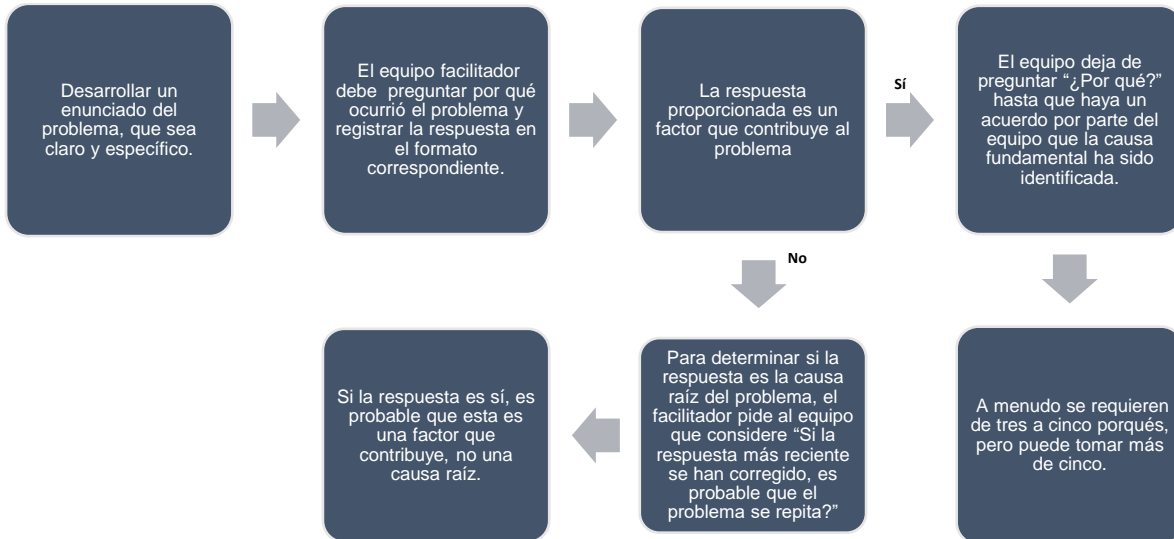 Desarrollar un
enunciado del
problema, que sea
claro y específico.
El equipo facilitador
debe preguntar por qué
ocurrió el problema y
registrar la respuesta en
el formato
correspondiente.
La respuesta
proporcionada es un
factor que contribuye al
problema
Sí
El equipo deja de
preguntar “¿Por qué?”
hasta que haya un
acuerdo por parte del
equipo que la causa
fundamental ha sido
identificada.
No
Si la respuesta es sí, es
probable que esta es
una factor que
contribuye, no una
causa raíz.
Para determinar si la
respuesta es la causa
raíz del problema, el
facilitador pide al equipo
que considere “Si la
respuesta más reciente
se han corregido, es
probable que el
problema se repita?”
A menudo se requieren
de tres a cinco porqués,
pero puede tomar más
de cinco.